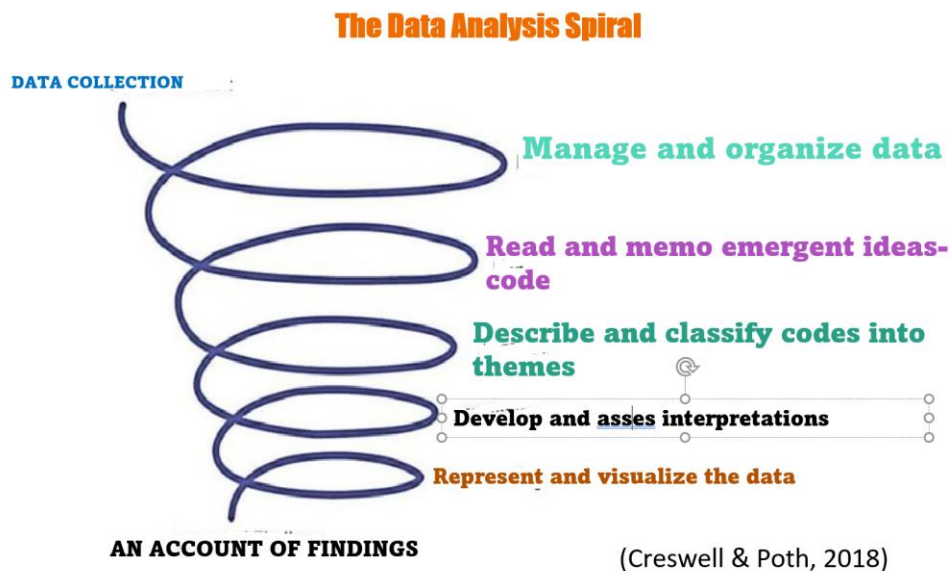 The Data Analysis Spiral
DATA COLLECTION
Manage and organize data
Read and memo emergent ideas-
code
Describe and classify codes into
themes
Develop and asses interpretations
Represent and visualize the data
AN ACCOUNT OF FINDINGS
(Creswell & Poth, 2018)